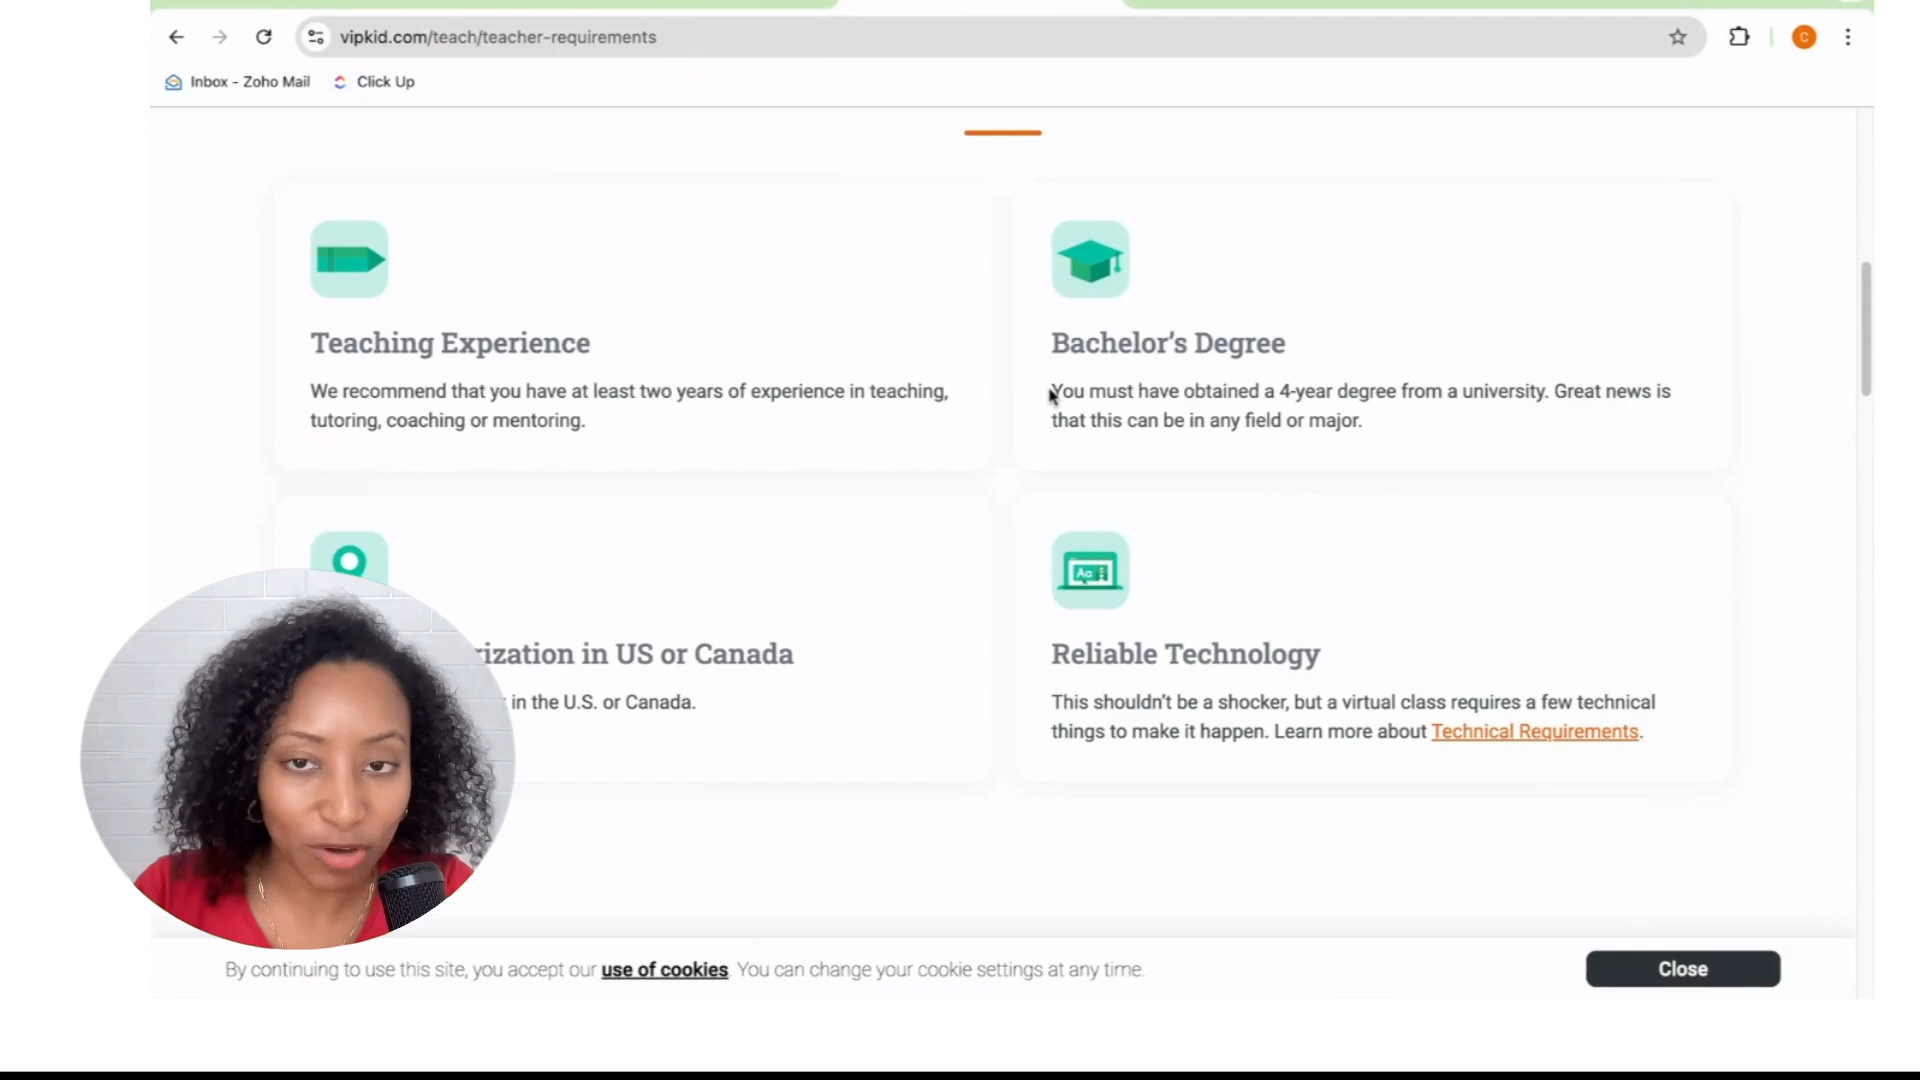 vipkid.com/teach/teacher-requirements
C
Inbox - Zoho Mail
Click Up
Teaching Experience
We recommend that you have at least two years of experience in teaching,
tutoring, coaching or mentoring.
Bachelor's Degree
You must have obtained a 4-year degree from a university. Great news is
that this can be in any field or major.
in US or Canada
in the U.S. or Canada.
Aa
Reliable Technology
This shouldn't be a shocker, but a virtual class requires a few technical
things to make it happen. Learn more about Technical Requirements.
By continuing to use this site, you accept our use of cookies. You can change your cookie settings at any time.
Close